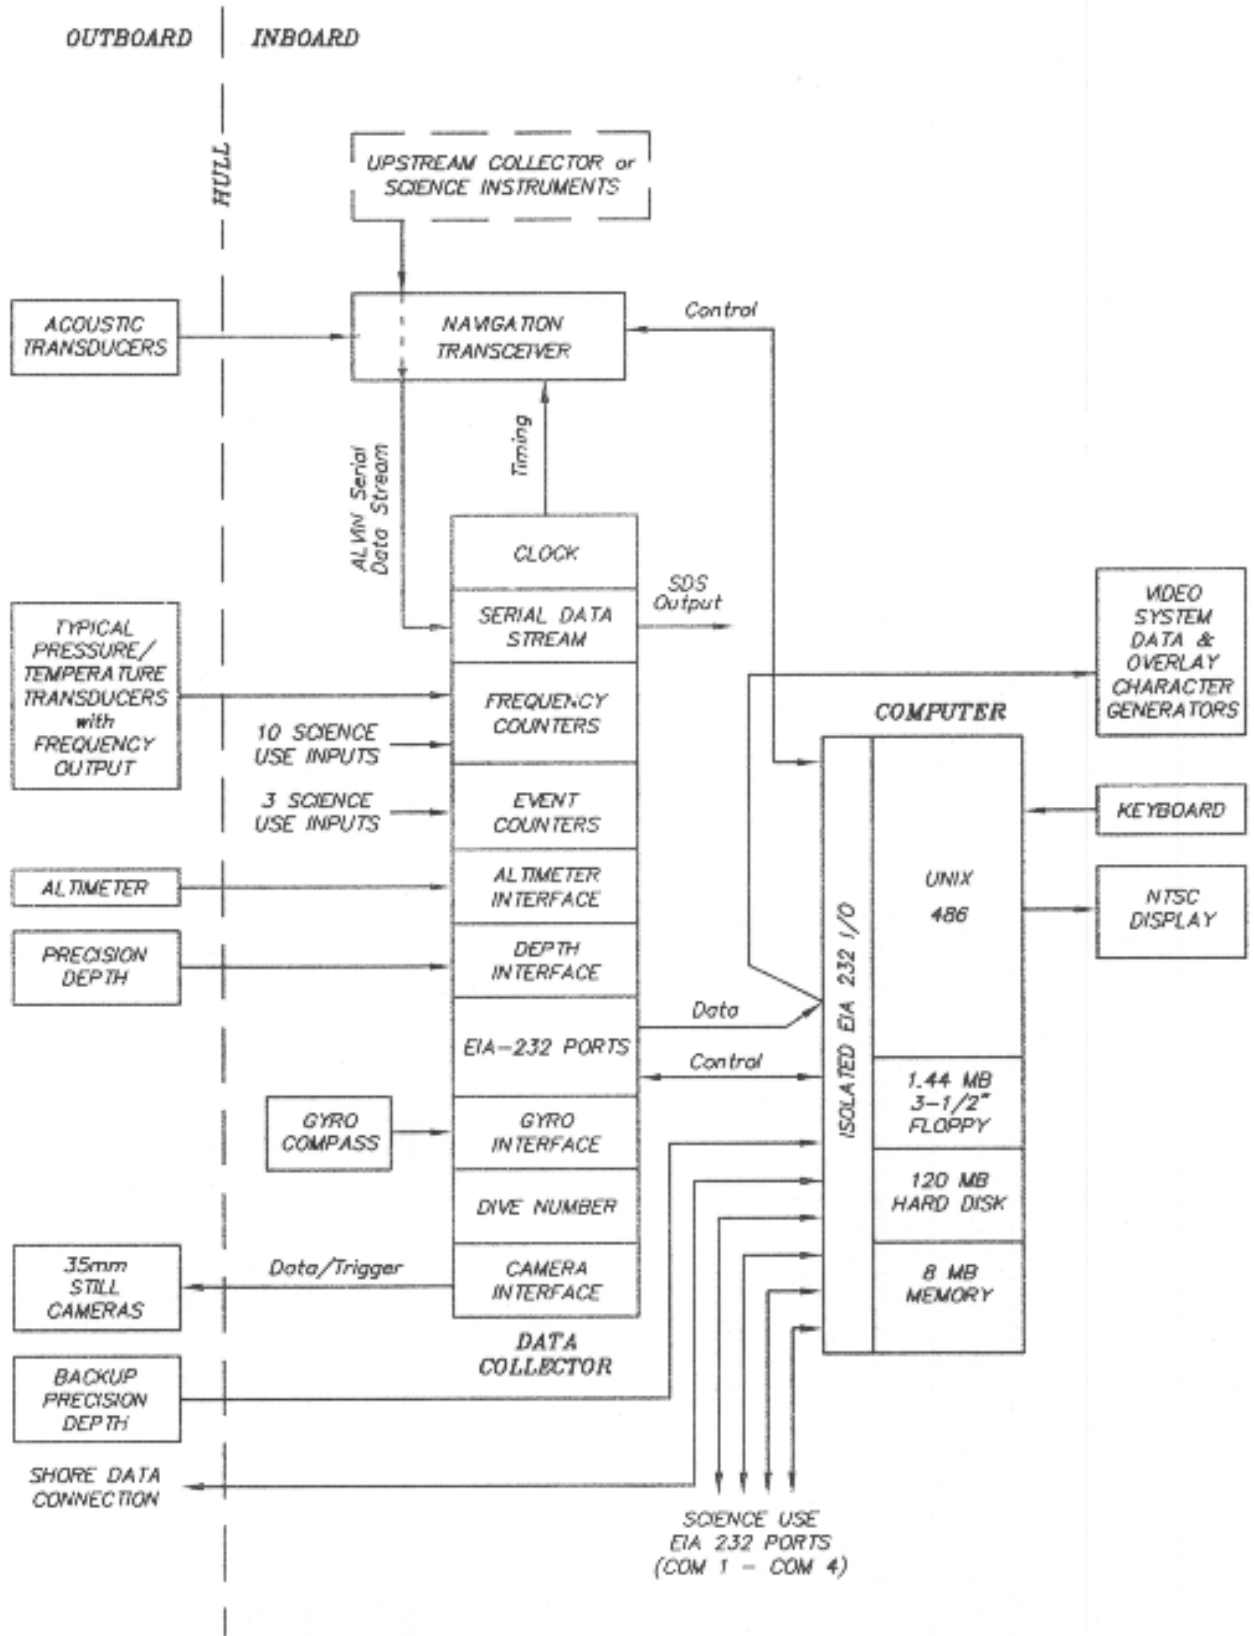 OUTBOARD
INBOARD
HULL
UPSTREAM COLLECTOR or
SCIENCE INSTRUMENTS
ACOUSTIC
TRANSDUCERS
NAVIGATION
TRANSCEIVER
Control
ALVIN Serial
Data Stream
Timing
CLOCK
SERIAL DATA
STREAM
SDS
Output
TYPICAL
PRESSURE/
TEMPERATURE
TRANSDUCERS
with
FREQUENCY
OUTPUT
FREQUENCY
COUNTERS
10 SCIENCE
USE INPUTS
3 SCIENCE
USE INPUTS
EVENT
COUNTERS
ALTIMETER
ALTIMETER
INTERFACE
PRECISION
DEPTH
DEPTH
INTERFACE
EIA-232 PORTS
Data
Control
GYRO
COMPASS
GYRO
INTERFACE
DIVE NUMBER
35mm
STILL
CAMERAS
Data/Trigger
CAMERA
INTERFACE
DATA
COLLECTOR
BACKUP
PRECISION
DEPTH
SHORE DATA
CONNECTION
COMPUTER
ISOLATED EIA 232 I/O
UNIX
486
1.44 MB
3-1/2"
FLOPPY
120 MB
HARD DISK
8 MB
MEMORY
VIDEO
SYSTEM
DATA &
OVERLAY
CHARACTER
GENERATORS
KEYBOARD
NTSC
DISPLAY
SCIENCE USE
EIA 232 PORTS
(COM 1 - COM 4)